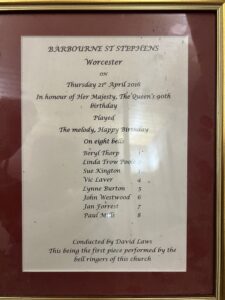 BARBOURNE ST STEPHENS
Worcester
ON
Thursday 21st April 2016
In honour of Her Majesty, The Queen's 90th
Birthday
Played
The melody, Happy Birthday
On eight bells
Beryl Thorp 1
Linda Trow Poole
Sue Kington 3
Vic Laver 4
Lynne Burton 5
John Westwood 6
Jan Forrest 7
Paul 8
Conducted by David Laws
This being the first piece performed by the
bell ringers of this church